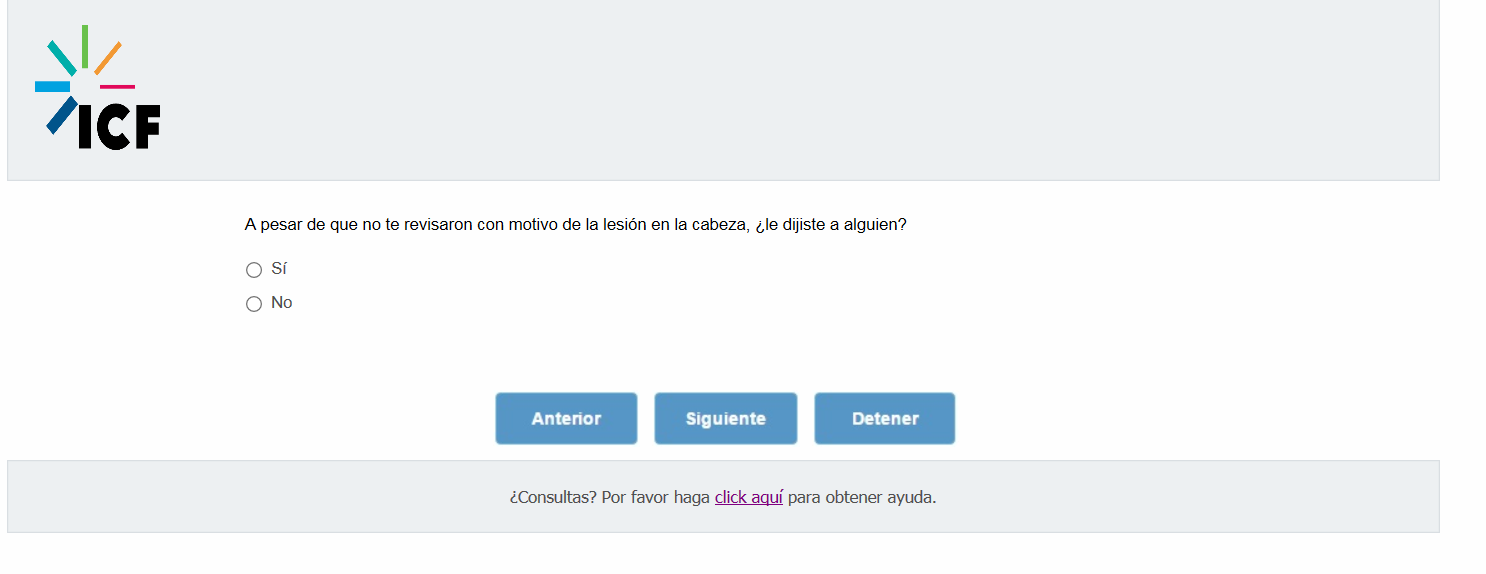 ICF
A pesar de que no te revisaron con motivo de la lesión en la cabeza, ¿le dijiste a alguien?
Sí
No
Anterior Siguiente Detener
¿Consultas? Por favor haga click aquí para obtener ayuda.